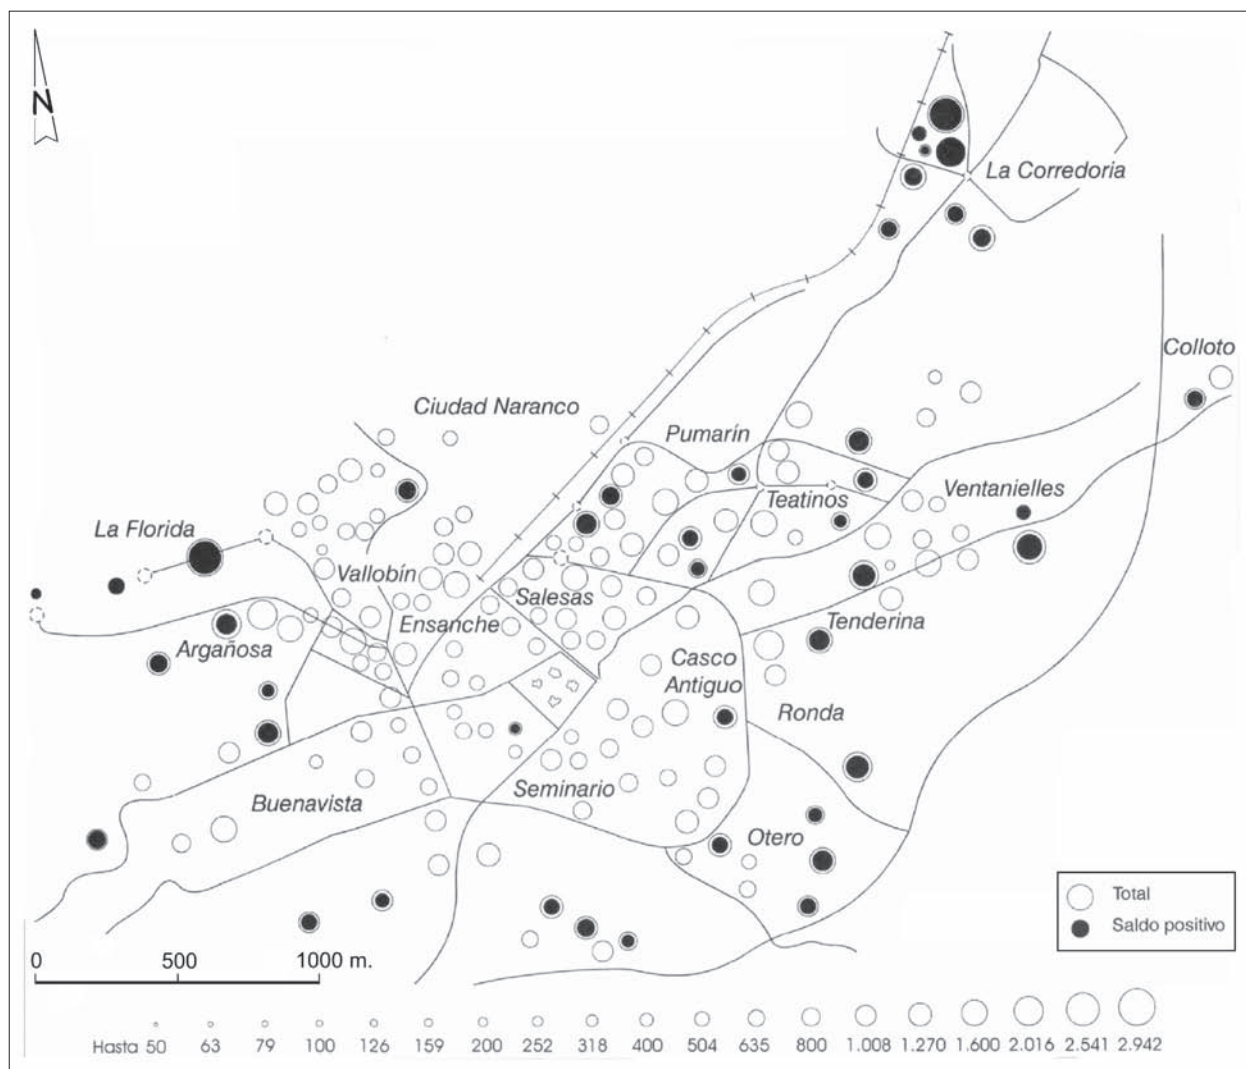 N
La Corredoria
Colloto
Ciudad Naranco
Pumarín
Teatinos
Ventanielles
La Florida
Vallobín
Salesas
Ensanche
Argañosa
Tenderina
Casco
Antiguo
Ronda
Seminario
Buenavista
Otero
Total
Saldo positivo
0 500 1000 m.
Hasta 50 63 79 100 126 159 200 252 318 400 504 635 800 1.008 1.270 1.600 2.016 2.541 2.942